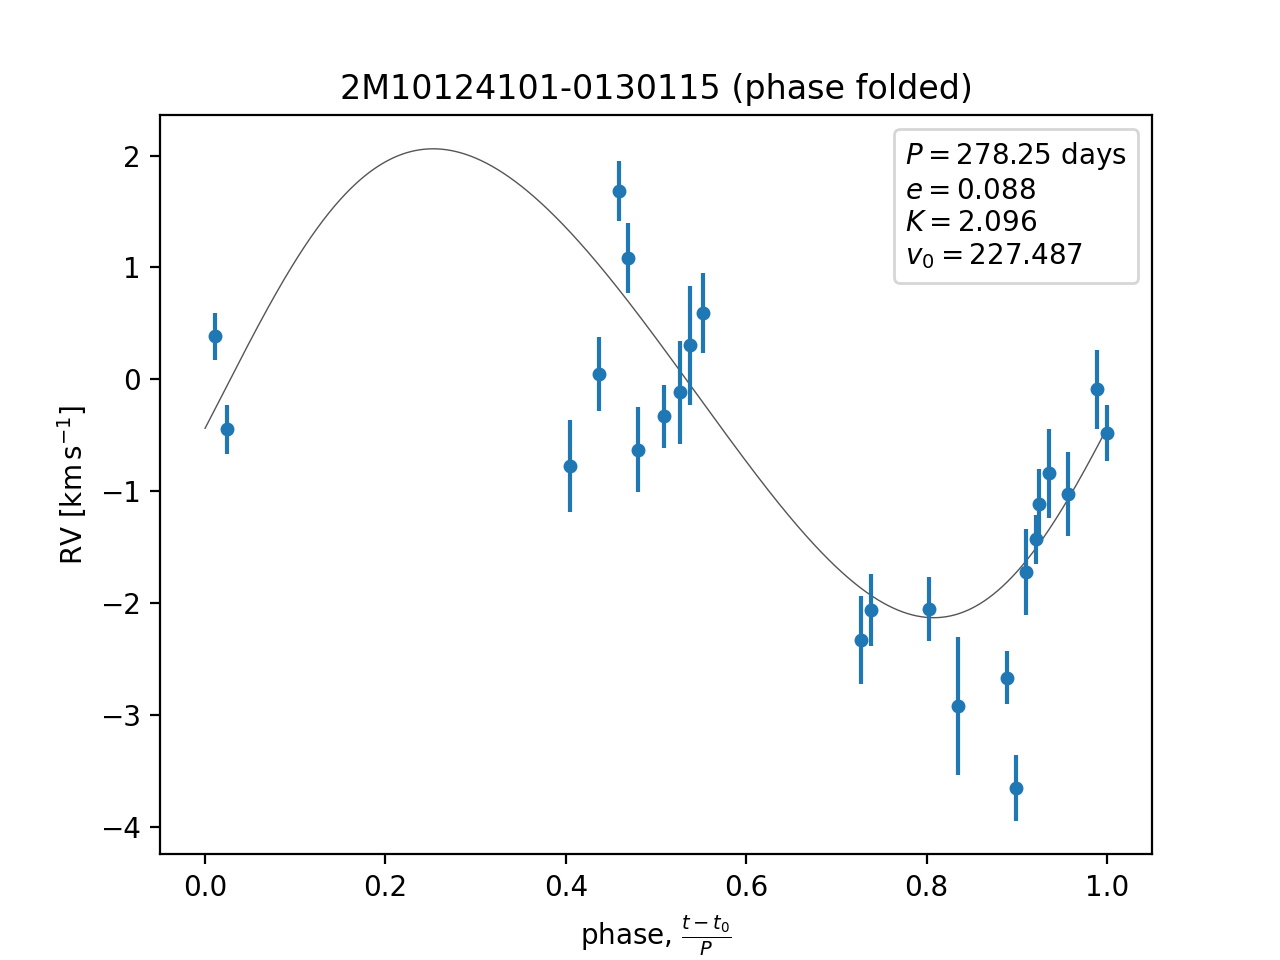 2M10124101-0130115 (phase folded)
P = 278.25 days
e = 0.088
K = 2.096
v₀ = 227.487
RV [km s⁻¹]
2
1
0
−1
−2
−3
−4
0.0 0.2 0.4 0.6 0.8 1.0
phase, (t − t₀)/P